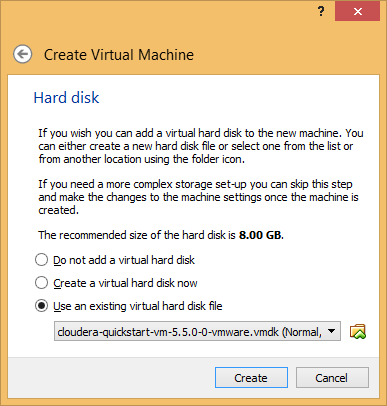 ?
Create Virtual Machine
Hard disk
If you wish you can add a virtual hard disk to the new machine. You
can either create a new hard disk file or select one from the list or
from another location using the folder icon.
If you need a more complex storage set-up you can skip this step
and make the changes to the machine settings once the machine is
created.
The recommended size of the hard disk is 8.00 GB.
Do not add a virtual hard disk
Create a virtual hard disk now
Use an existing virtual hard disk file
cloudera-quickstart-vm-5.5.0-0-vmware.vmdk (Normal,
Create Cancel